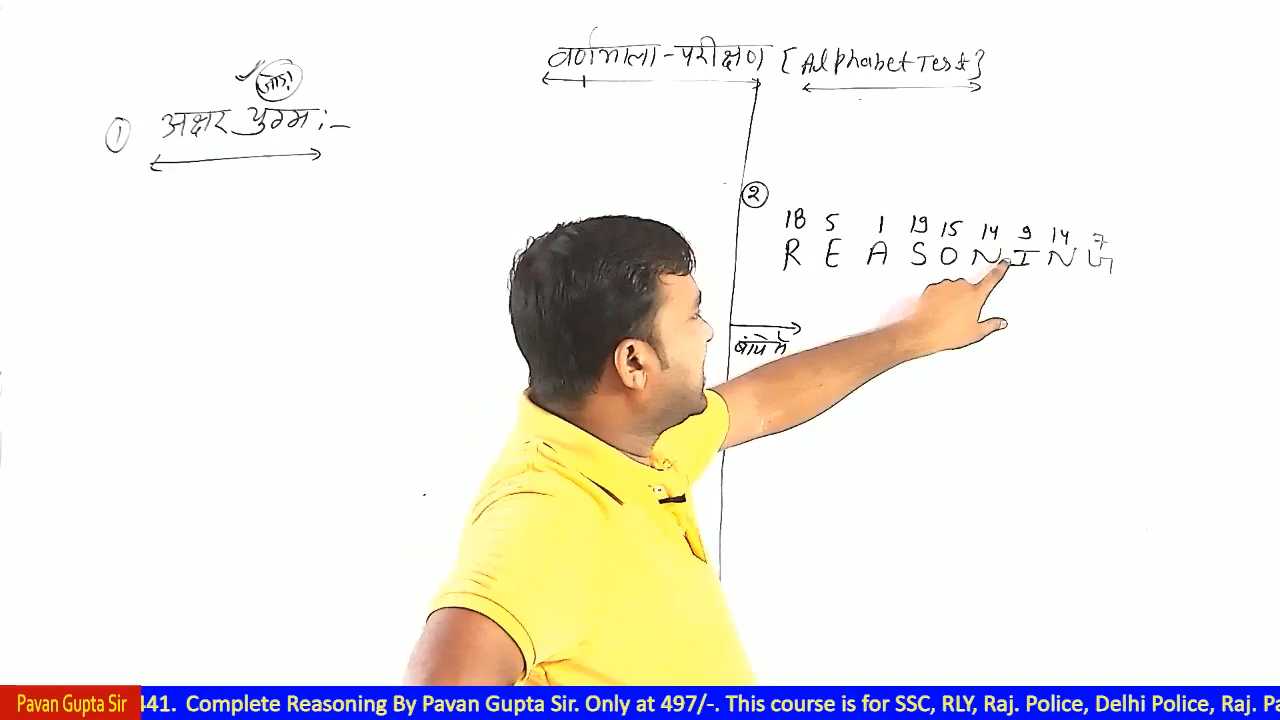 वर्णमाला-परीक्षण [Alphabet Test]
जोड़ा
① अक्षर युग्म :-
②
18 5 1 19 15 14 9 14 7
R E A S O N I N G
Pavan Gupta Sir
441. Complete Reasoning By Pavan Gupta Sir. Only at 497/-. This course is for SSC, RLY, Raj. Police, Delhi Police, Raj. Pa